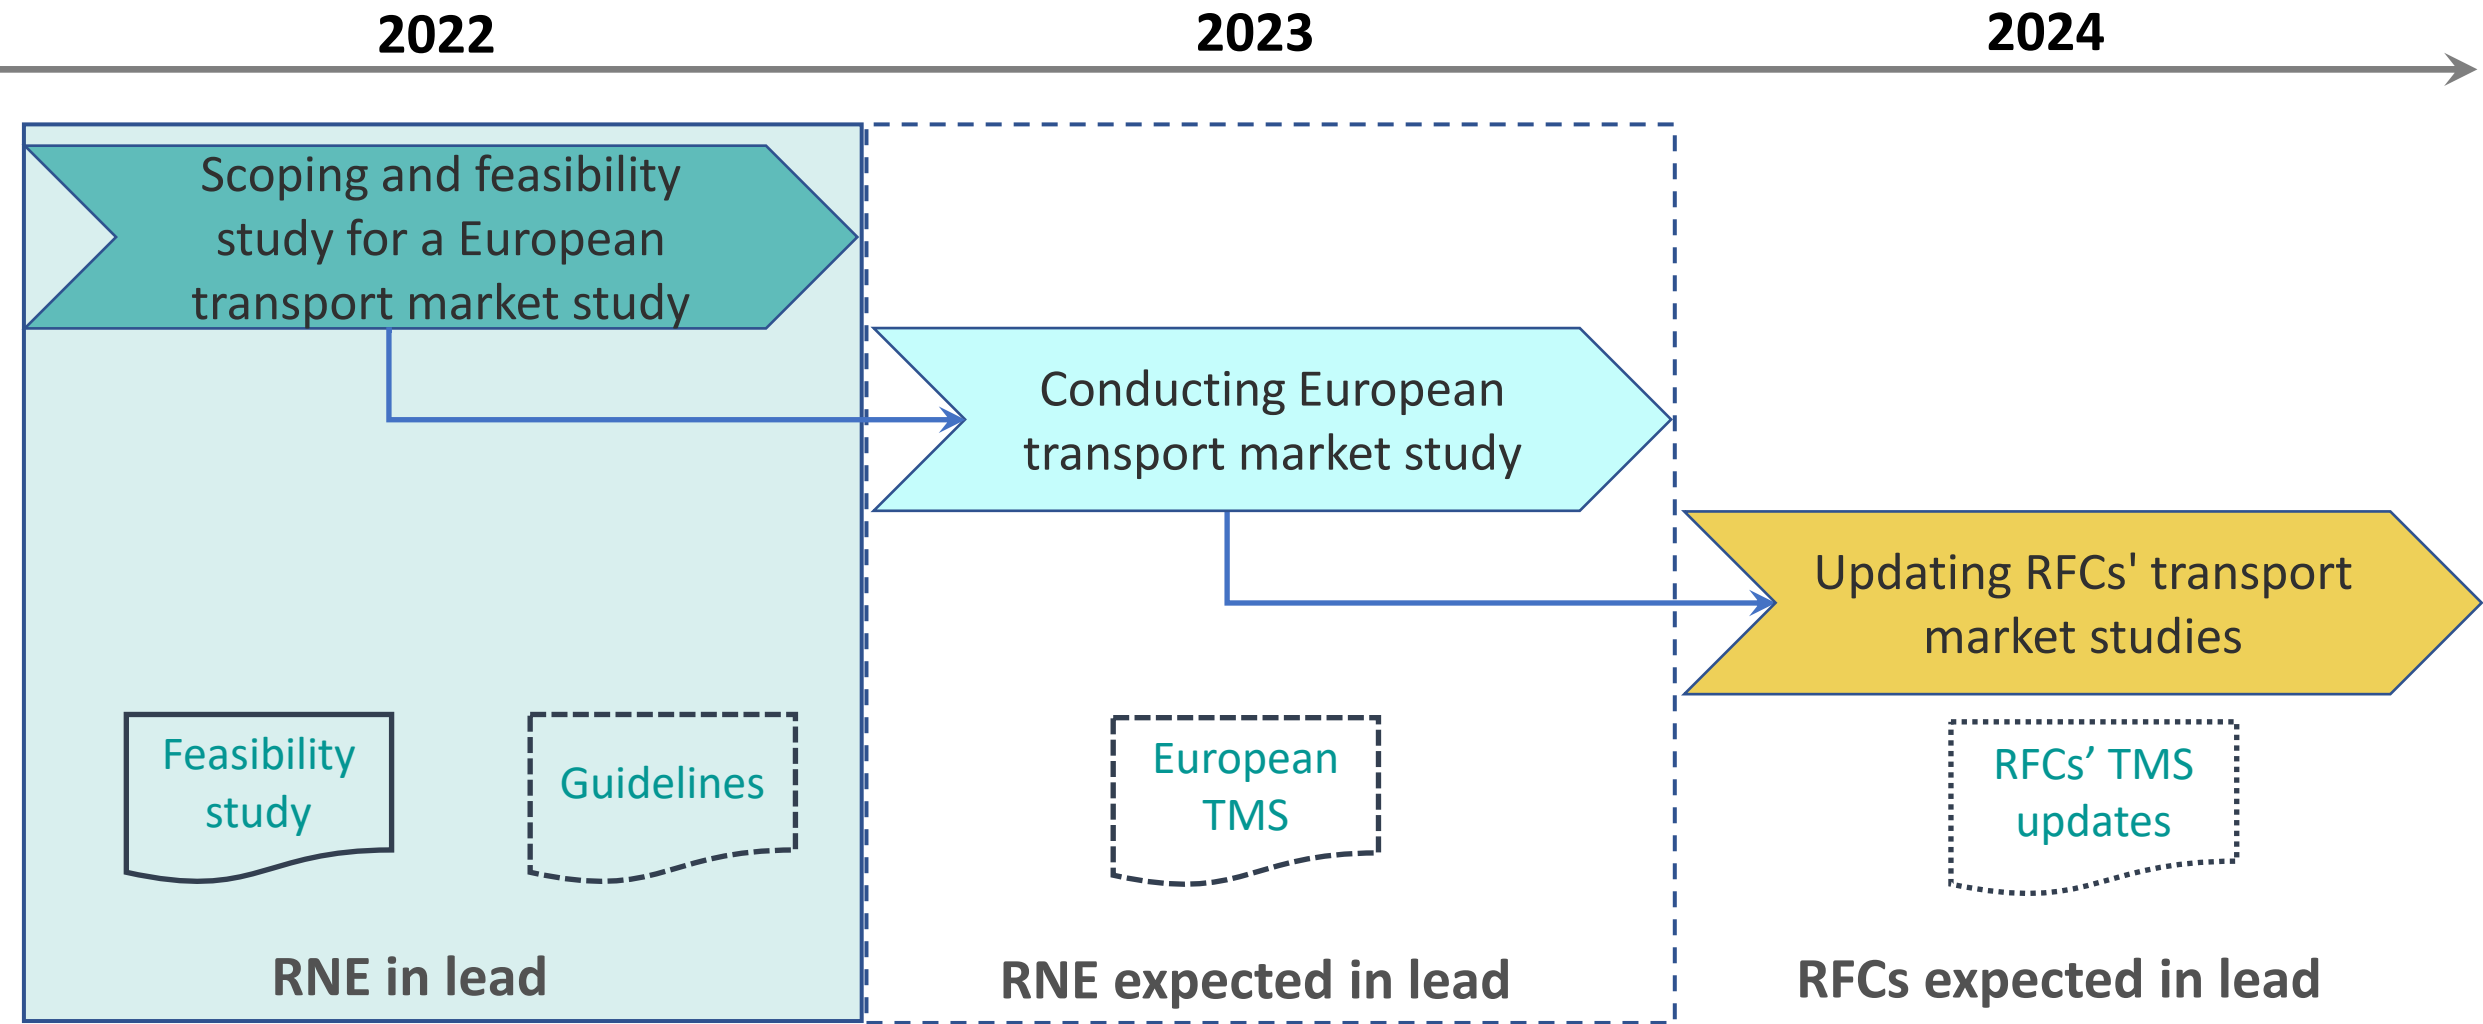 2022
2023
2024
Scoping and feasibility
study for a European
transport market study
Conducting European
transport market study
Updating RFCs' transport
market studies
Feasibility
study
Guidelines
European
TMS
RFCs’ TMS
updates
RNE in lead
RNE expected in lead
RFCs expected in lead